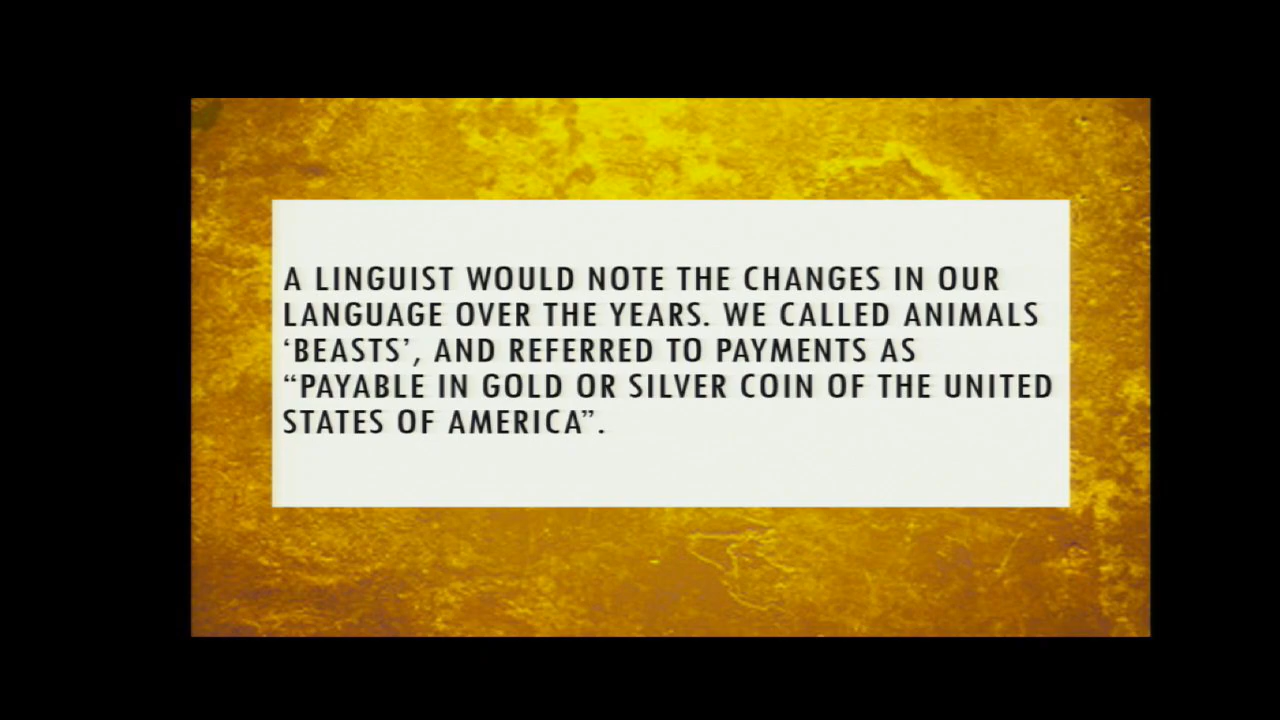 A LINGUIST WOULD NOTE THE CHANGES IN OUR
LANGUAGE OVER THE YEARS. WE CALLED ANIMALS
‘BEASTS’, AND REFERRED TO PAYMENTS AS
“PAYABLE IN GOLD OR SILVER COIN OF THE UNITED
STATES OF AMERICA”.